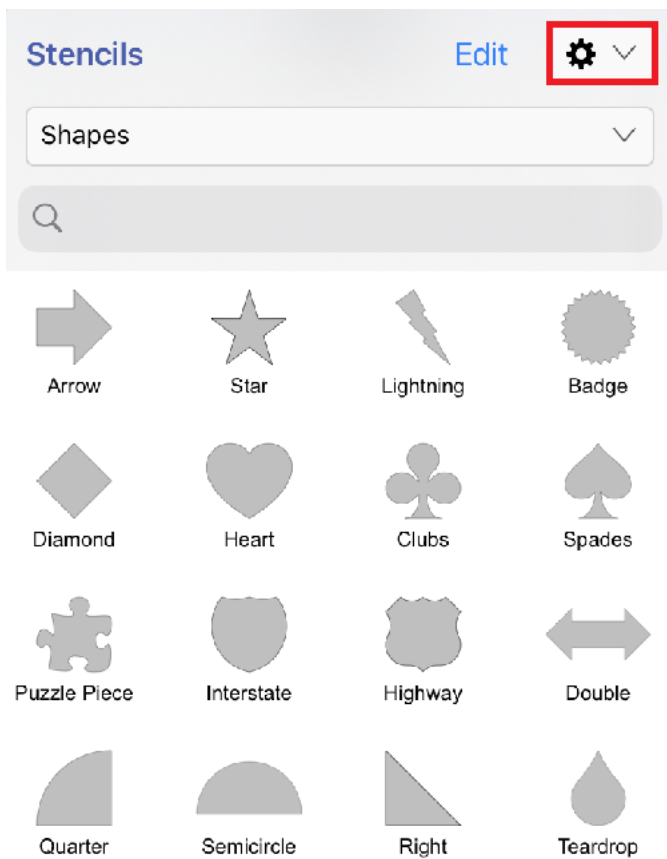 Stencils Edit
Shapes
Arrow Star Lightning Badge
Diamond Heart Clubs Spades
Puzzle Piece Interstate Highway Double
Quarter Semicircle Right Teardrop